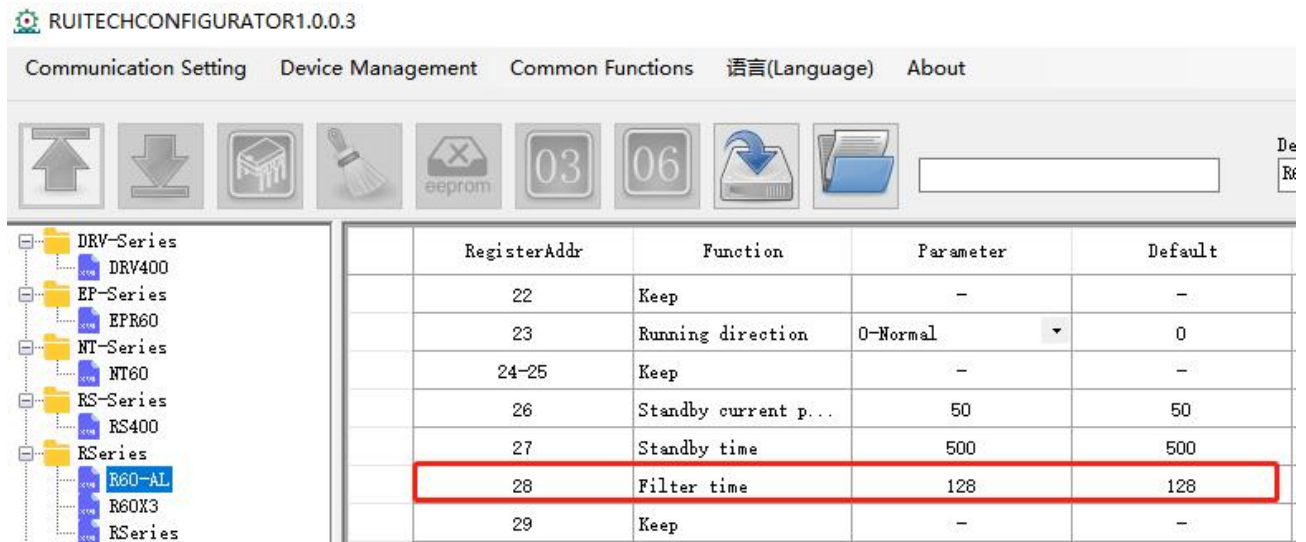 RUITECHCONFIGURATOR1.0.0.3
Communication Setting Device Management Common Functions 语言(Language) About
eeprom 03 06
De
R6
DRV-Series
DRV400
EP-Series
EPR60
NT-Series
NT60
RS-Series
RS400
RSeries
R60-AL
R60X3
RSeries
RegisterAddr Function Parameter Default
22 Keep - -
23 Running direction 0-Normal 0
24-25 Keep - -
26 Standby current p... 50 50
27 Standby time 500 500
28 Filter time 128 128
29 Keep - -